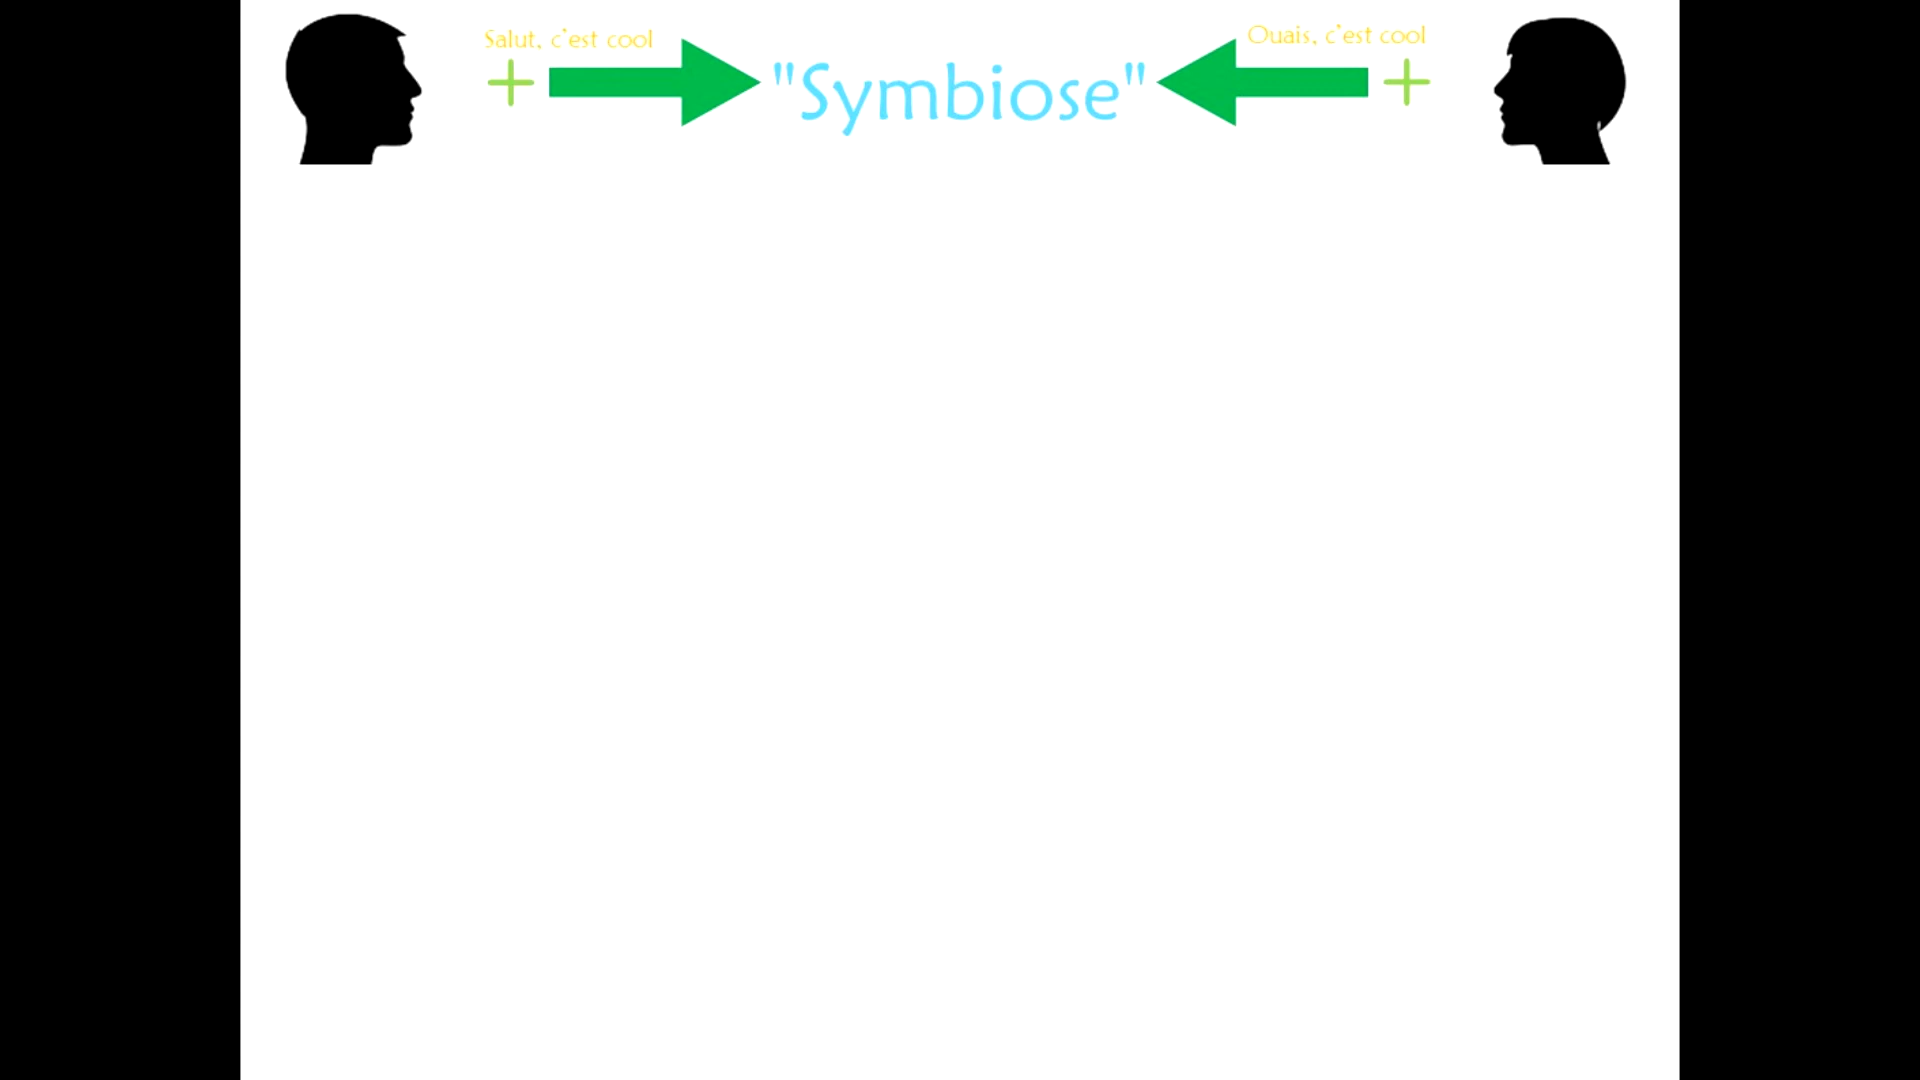 Salut, c'est cool
Ouais, c'est cool
+ "Symbiose" +